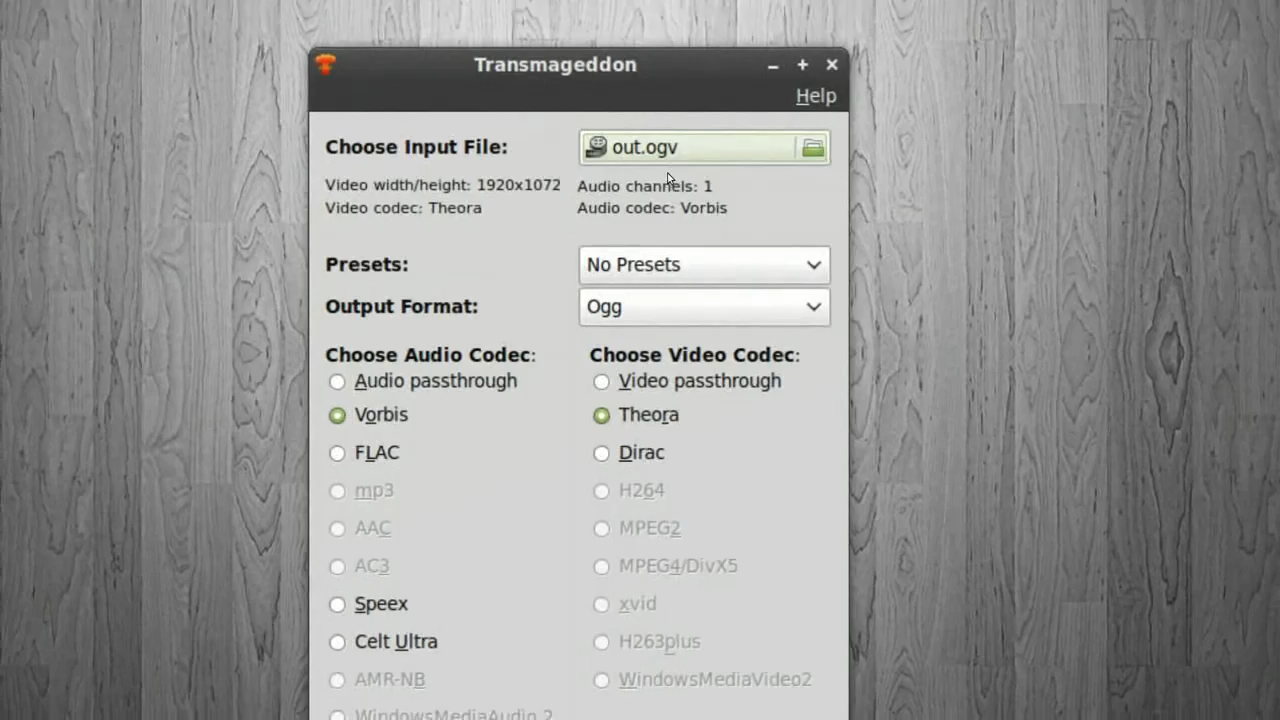 Transmageddon
Help
Choose Input File: out.ogv
Video width/height: 1920x1072 Audio channels: 1
Video codec: Theora Audio codec: Vorbis
Presets: No Presets
Output Format: Ogg
Choose Audio Codec: Choose Video Codec:
Audio passthrough Video passthrough
Vorbis Theora
FLAC Dirac
mp3 H264
AAC MPEG2
AC3 MPEG4/DivX5
Speex xvid
Celt Ultra H263plus
AMR-NB WindowsMediaVideo2
WindowsMediaAudio 2